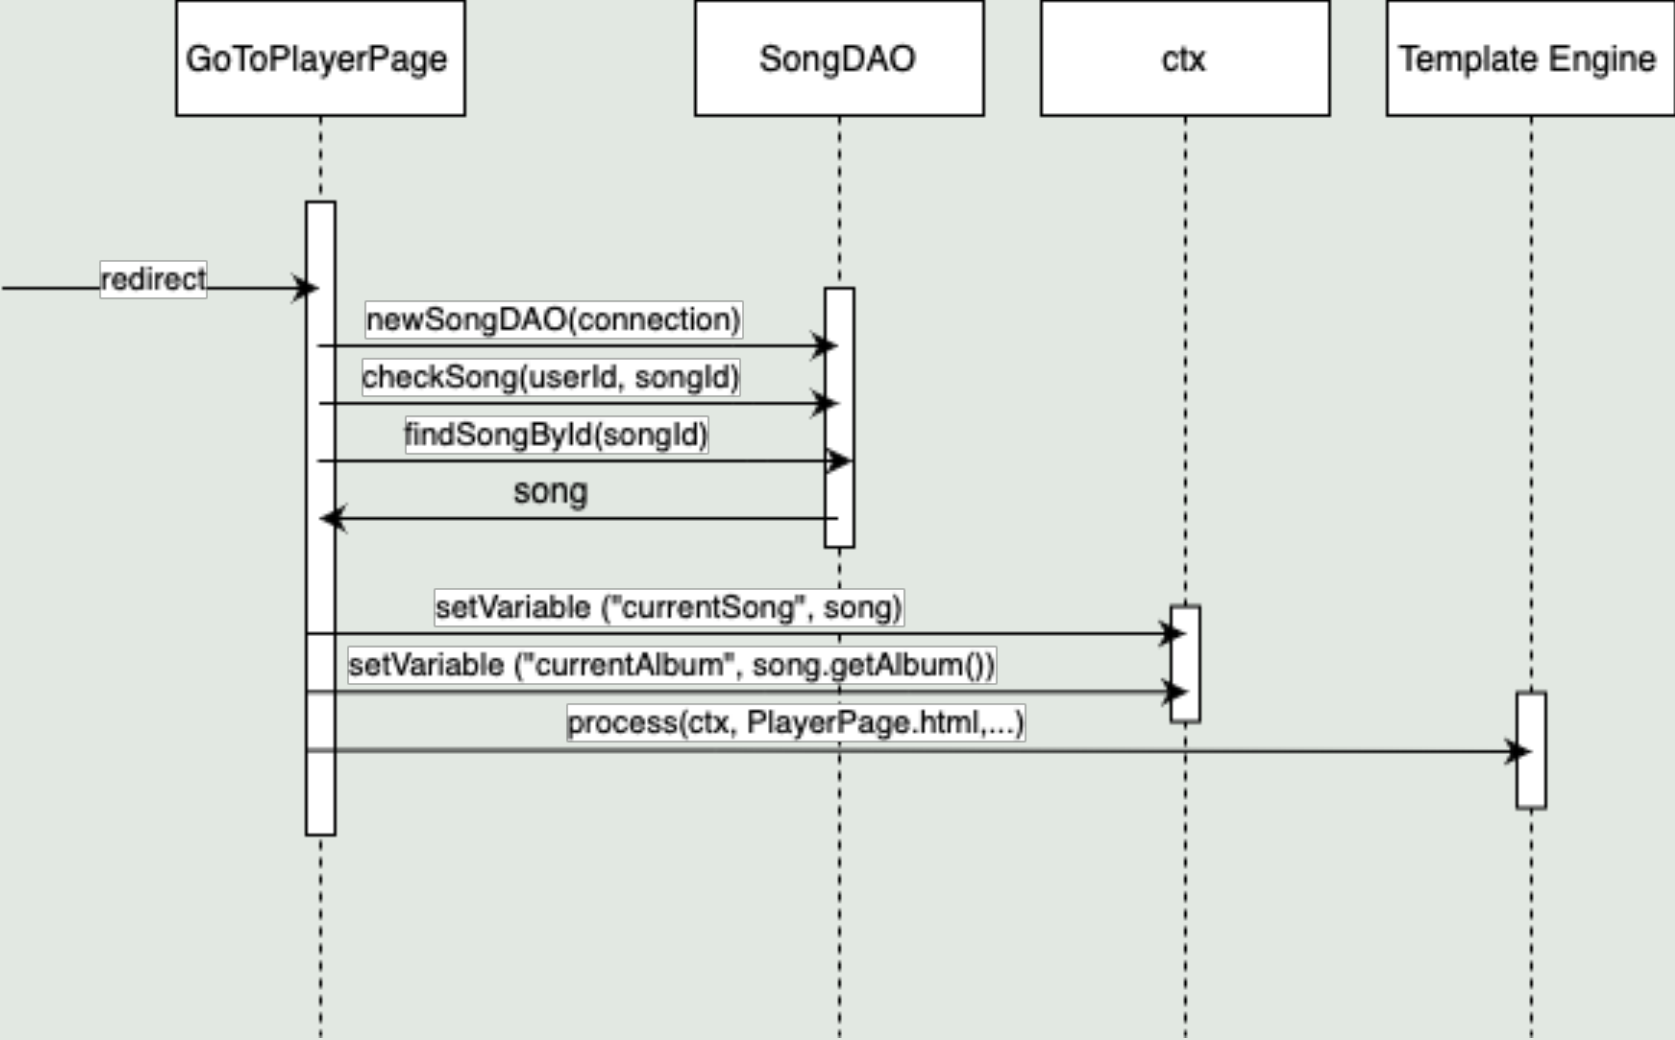 GoToPlayerPage
SongDAO
ctx
Template Engine
redirect
newSongDAO(connection)
checkSong(userId, songId)
findSongById(songId)
song
setVariable ("currentSong", song)
setVariable ("currentAlbum", song.getAlbum())
process(ctx, PlayerPage.html,...)